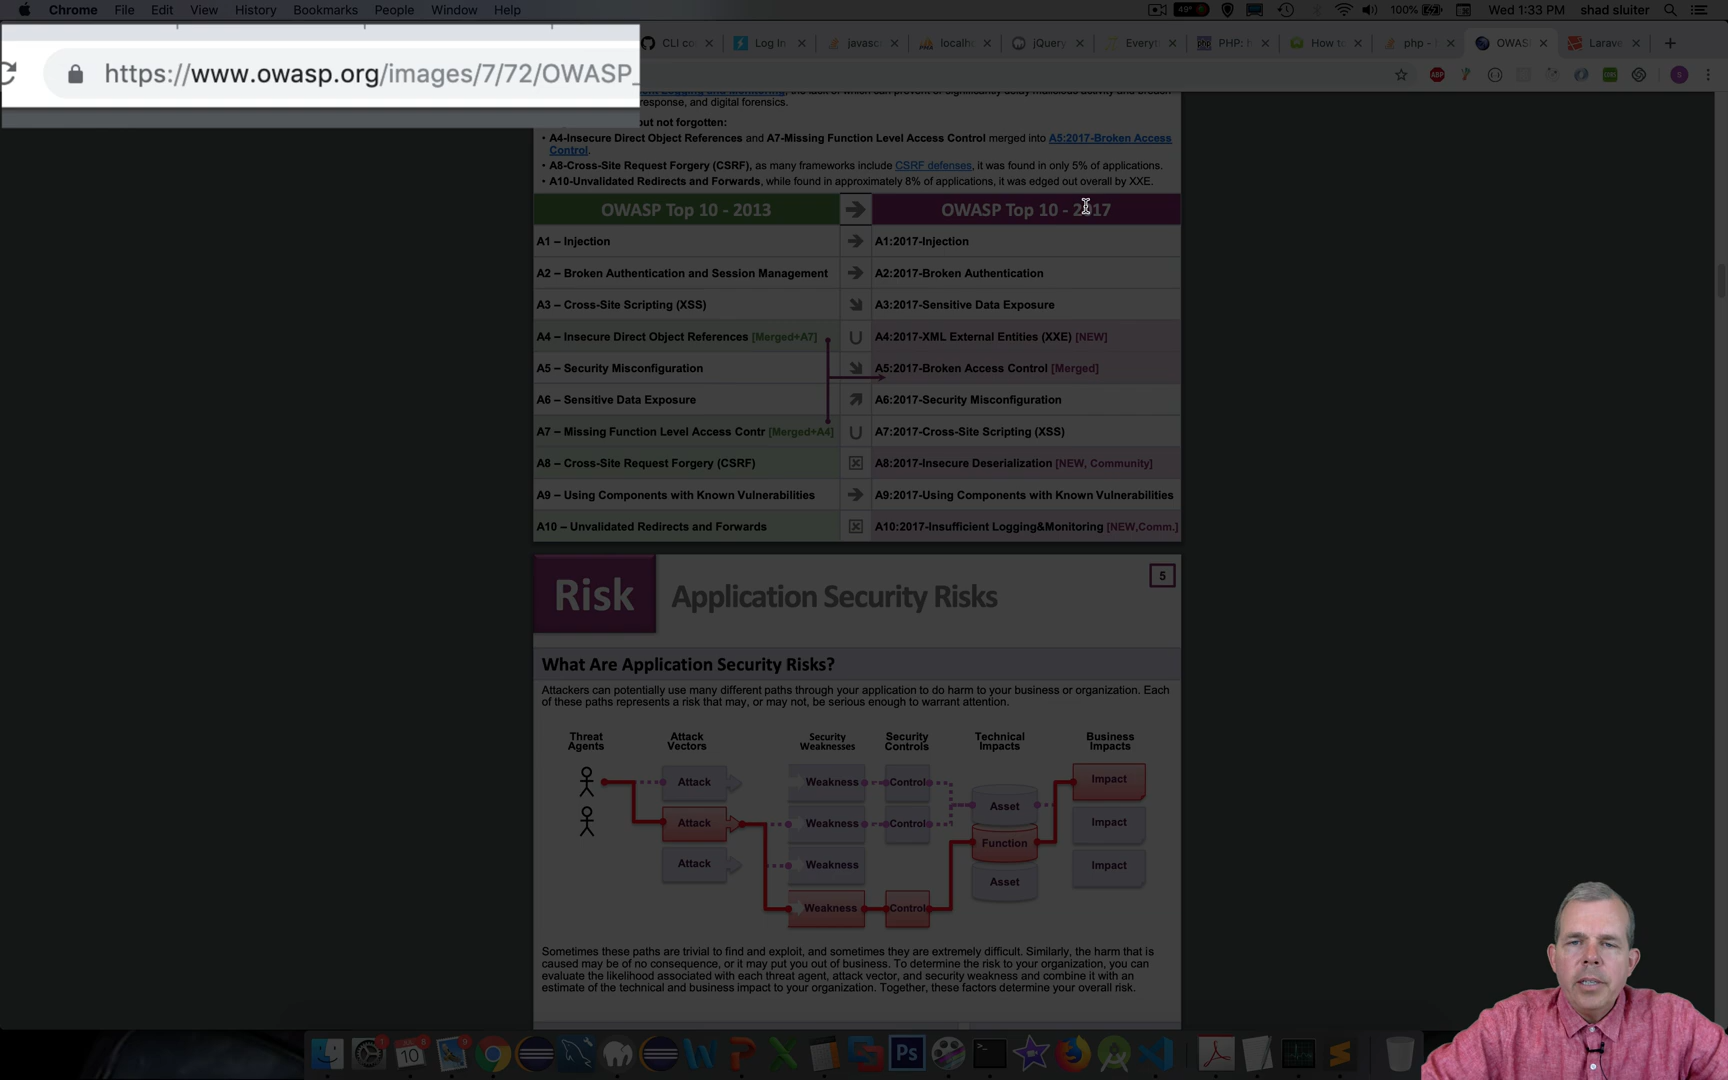 Chrome File Edit View History Bookmarks People Window Help 49° 100% Wed 1:33 PM shad sluiter
CLI co Log In javasc localh jQuery Everyt PHP: h How to php - OWAS Larave
https://www.owasp.org/images/7/72/OWASP_
response, and digital forensics.
but not forgotten:
• A4-Insecure Direct Object References and A7-Missing Function Level Access Control merged into A5:2017-Broken Access
Control.
• A8-Cross-Site Request Forgery (CSRF), as many frameworks include CSRF defenses, it was found in only 5% of applications.
• A10-Unvalidated Redirects and Forwards, while found in approximately 8% of applications, it was edged out overall by XXE.
OWASP Top 10 - 2013 OWASP Top 10 - 2017
A1 – Injection A1:2017-Injection
A2 – Broken Authentication and Session Management A2:2017-Broken Authentication
A3 – Cross-Site Scripting (XSS) A3:2017-Sensitive Data Exposure
A4 – Insecure Direct Object References [Merged+A7] A4:2017-XML External Entities (XXE) [NEW]
A5 – Security Misconfiguration A5:2017-Broken Access Control [Merged]
A6 – Sensitive Data Exposure A6:2017-Security Misconfiguration
A7 – Missing Function Level Access Contr [Merged+A4] A7:2017-Cross-Site Scripting (XSS)
A8 – Cross-Site Request Forgery (CSRF) A8:2017-Insecure Deserialization [NEW, Community]
A9 – Using Components with Known Vulnerabilities A9:2017-Using Components with Known Vulnerabilities
A10 – Unvalidated Redirects and Forwards A10:2017-Insufficient Logging&Monitoring [NEW,Comm.]
Risk Application Security Risks 5
What Are Application Security Risks?
Attackers can potentially use many different paths through your application to do harm to your business or organization. Each
of these paths represents a risk that may, or may not, be serious enough to warrant attention.
Threat Attack Security Security Technical Business
Agents Vectors Weaknesses Controls Impacts Impacts
Attack Weakness Control Impact
Asset
Attack Weakness Control Impact
Function
Attack Weakness Impact
Asset
Weakness Control
Sometimes these paths are trivial to find and exploit, and sometimes they are extremely difficult. Similarly, the harm that is
caused may be of no consequence, or it may put you out of business. To determine the risk to your organization, you can
evaluate the likelihood associated with each threat agent, attack vector, and security weakness and combine it with an
estimate of the technical and business impact to your organization. Together, these factors determine your overall risk.